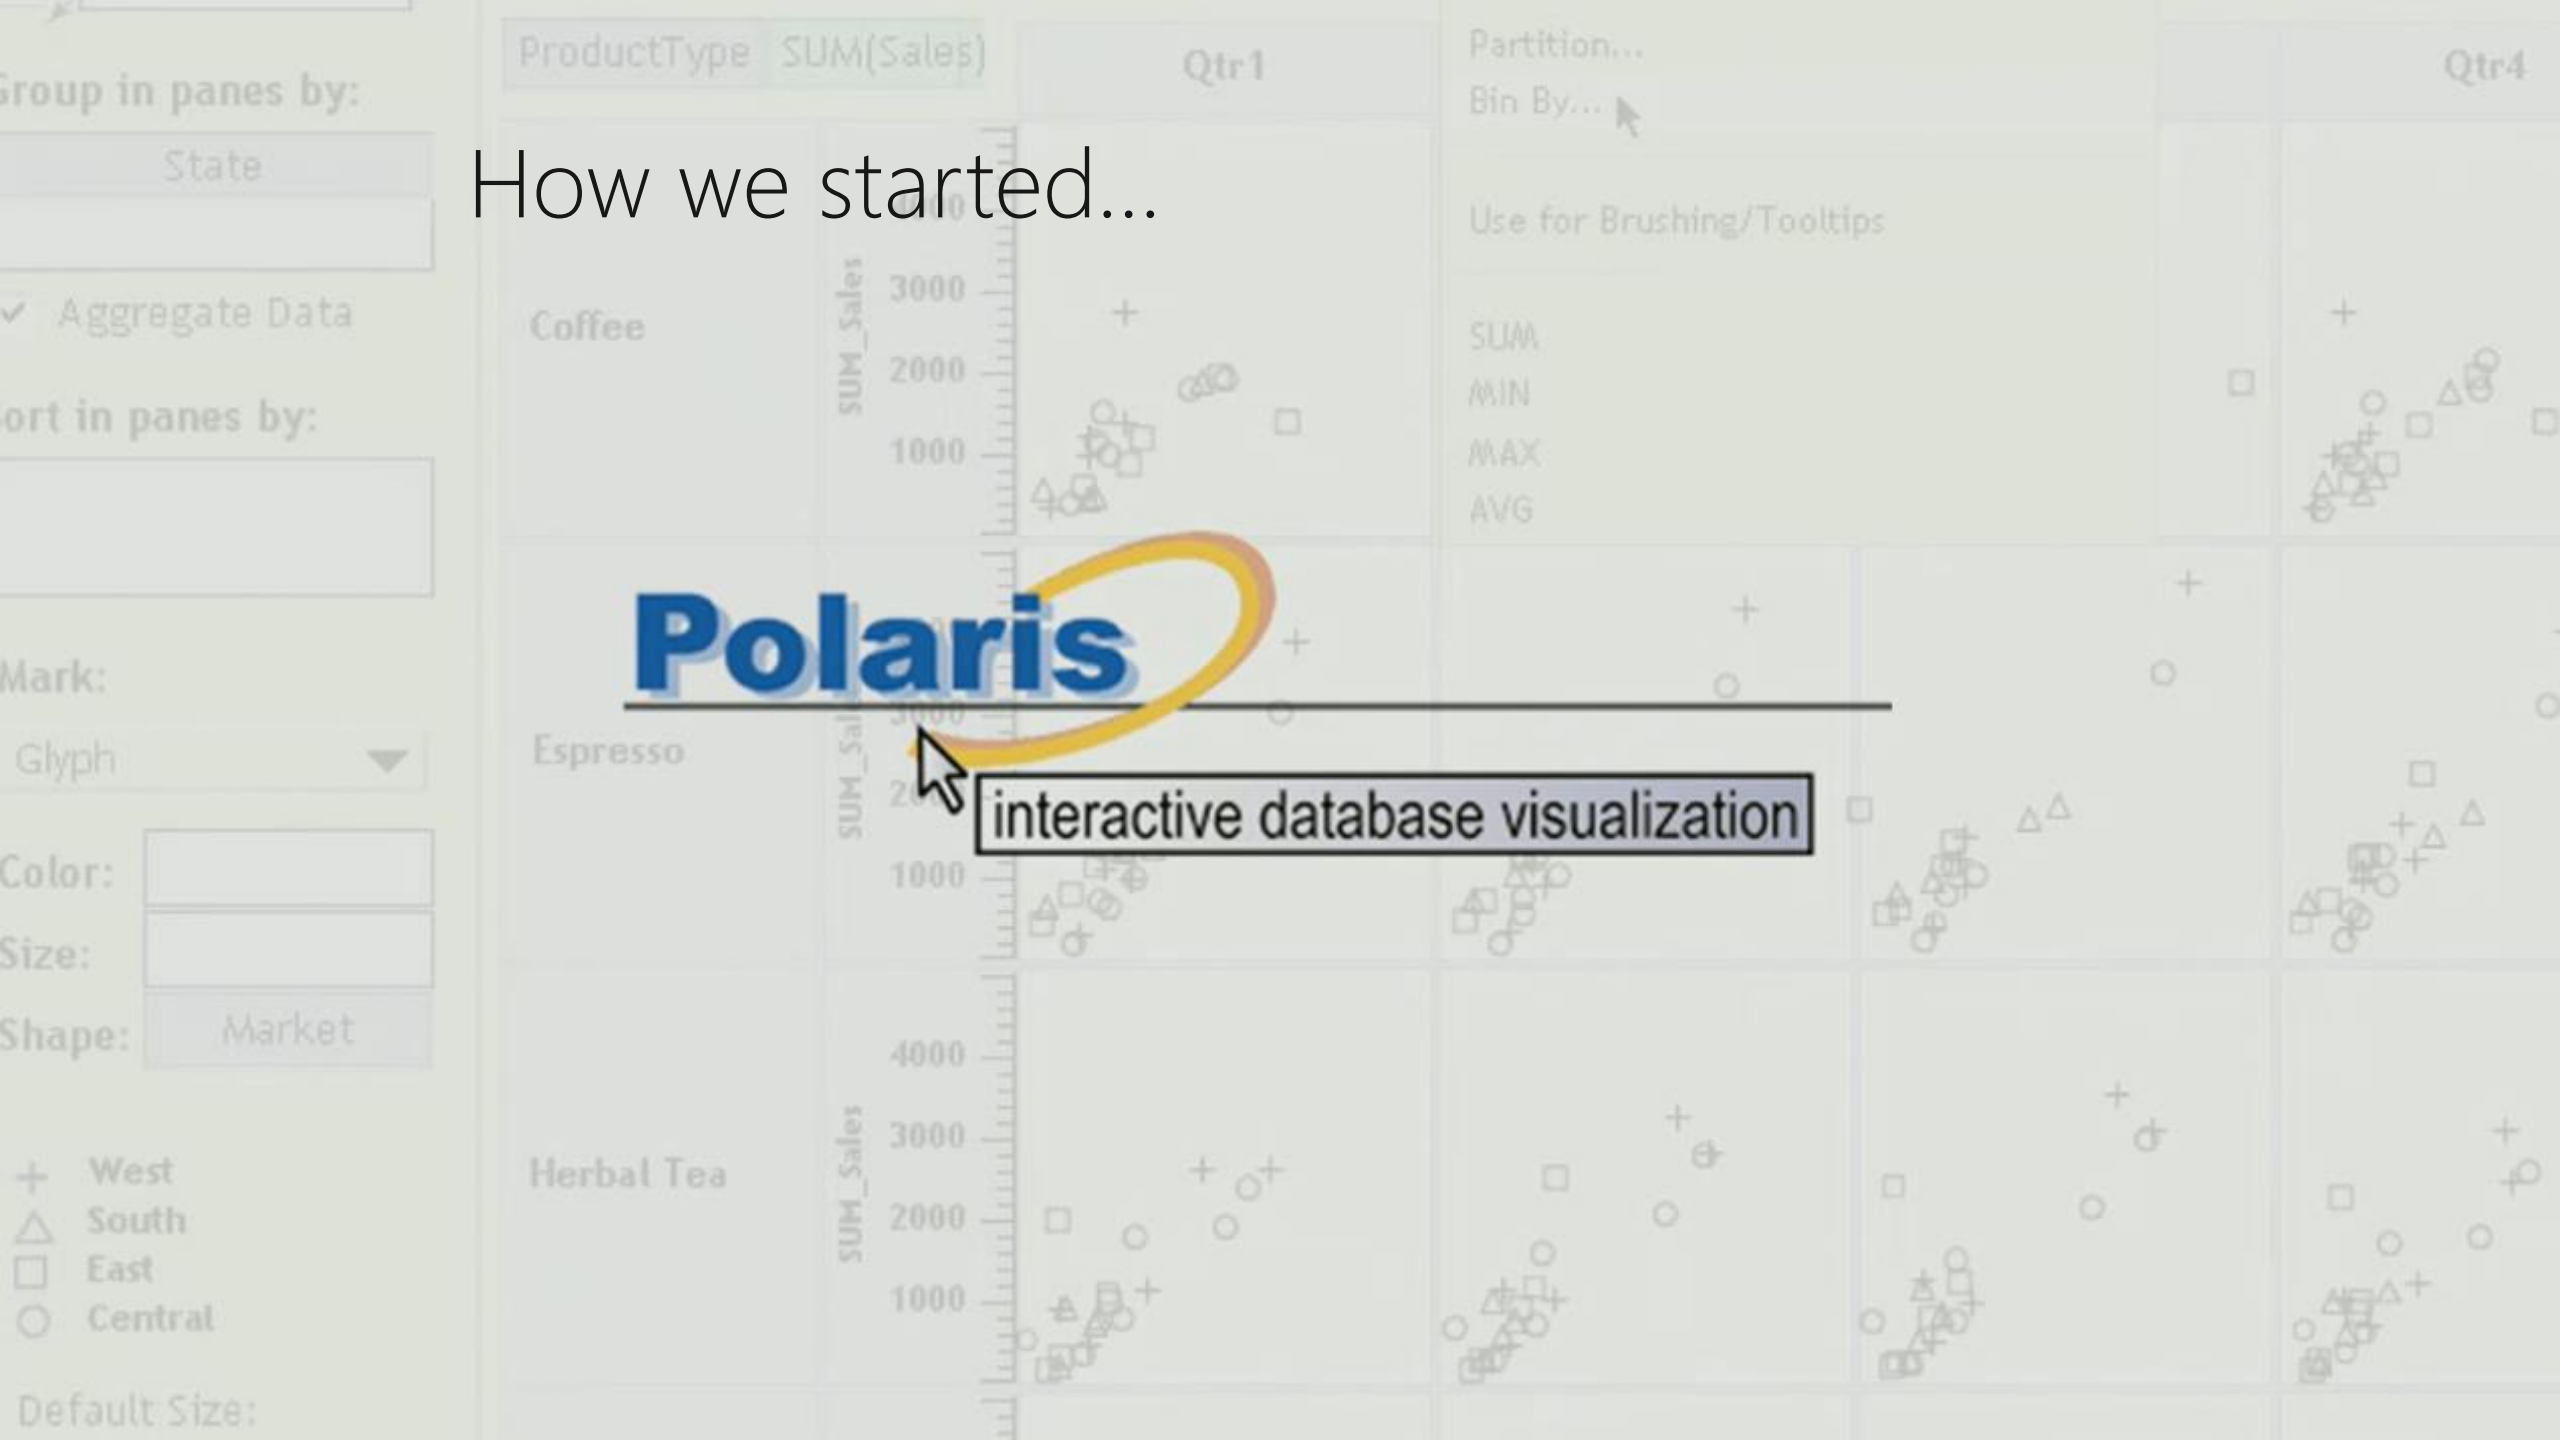 ProductType SUM(Sales) Qtr1 Partition... Qtr4
Group in panes by:
Bin By...
State
How we started...
Use for Brushing/Tooltips
Aggregate Data
3000
Coffee
SUM_Sales
2000
1000
SUM
MIN
MAX
AVG
Sort in panes by:
Polaris
interactive database visualization
Mark:
Glyph
3000
Espresso
1000
Color:
Size:
Shape: Market
4000
3000
Herbal Tea
SUM_Sales
2000
1000
West
South
East
Central
Default Size: